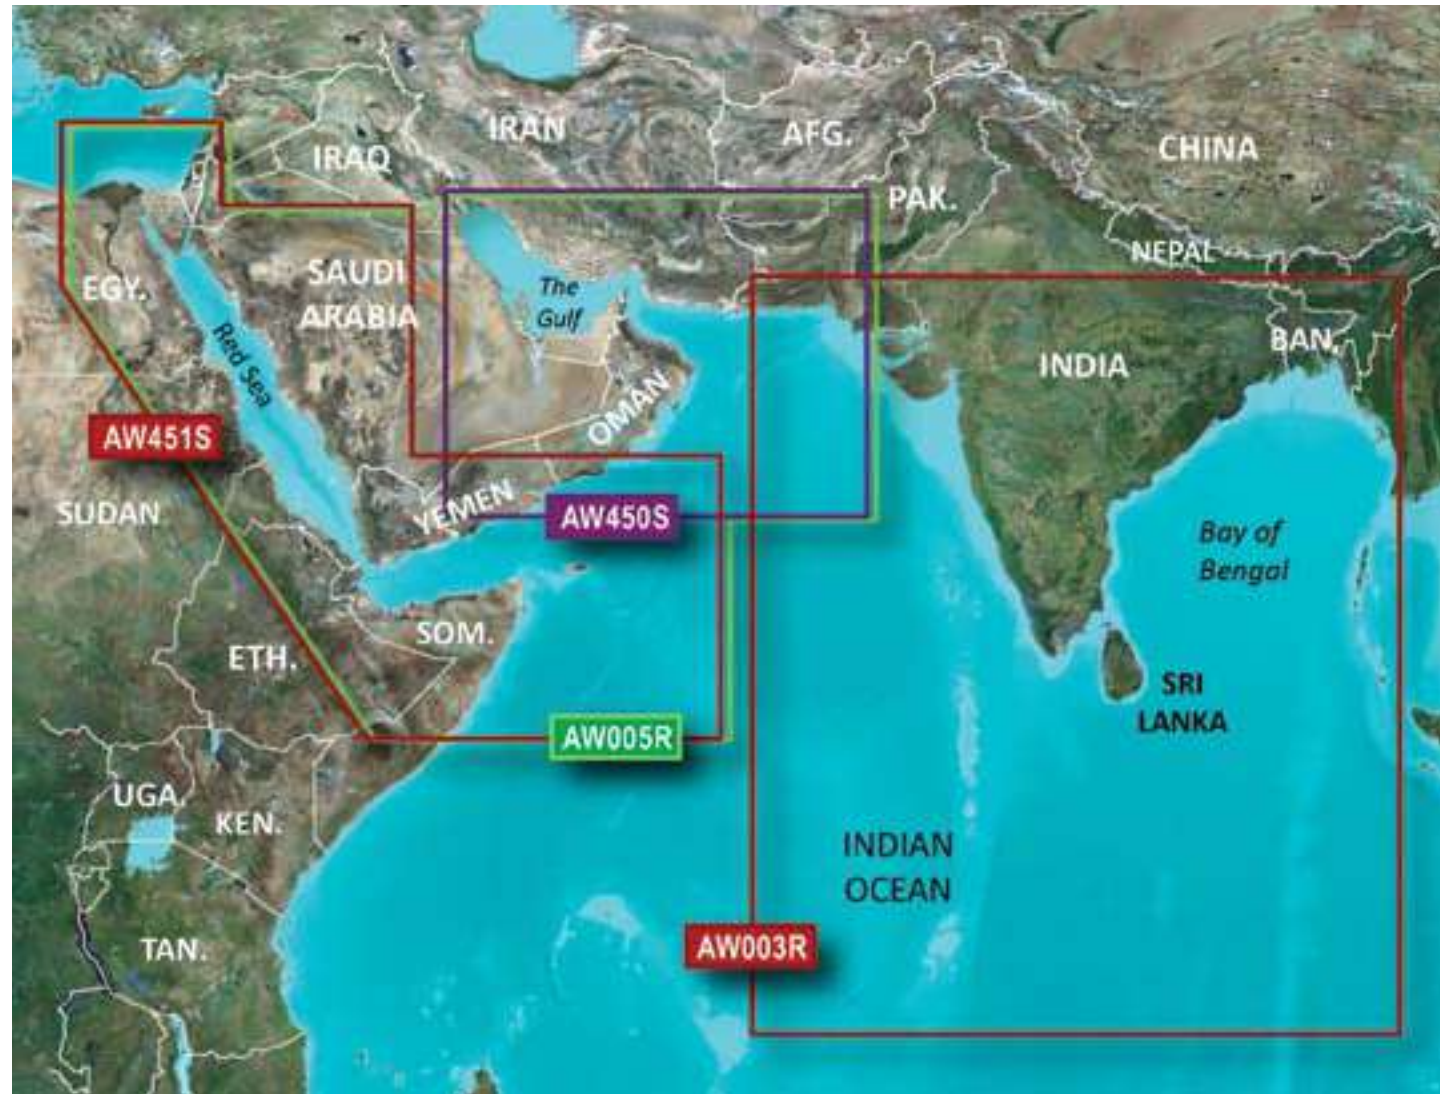 IRAN
AFG.
CHINA
IRAQ
PAK.
NEPAL
SAUDI
ARABIA
The
Gulf
EGY.
Red Sea
BAN.
INDIA
OMAN
AW451S
YEMEN
AW450S
SUDAN
Bay of
Bengal
SOM.
ETH.
SRI
LANKA
AW005R
UGA.
KEN.
INDIAN
OCEAN
TAN.
AW003R